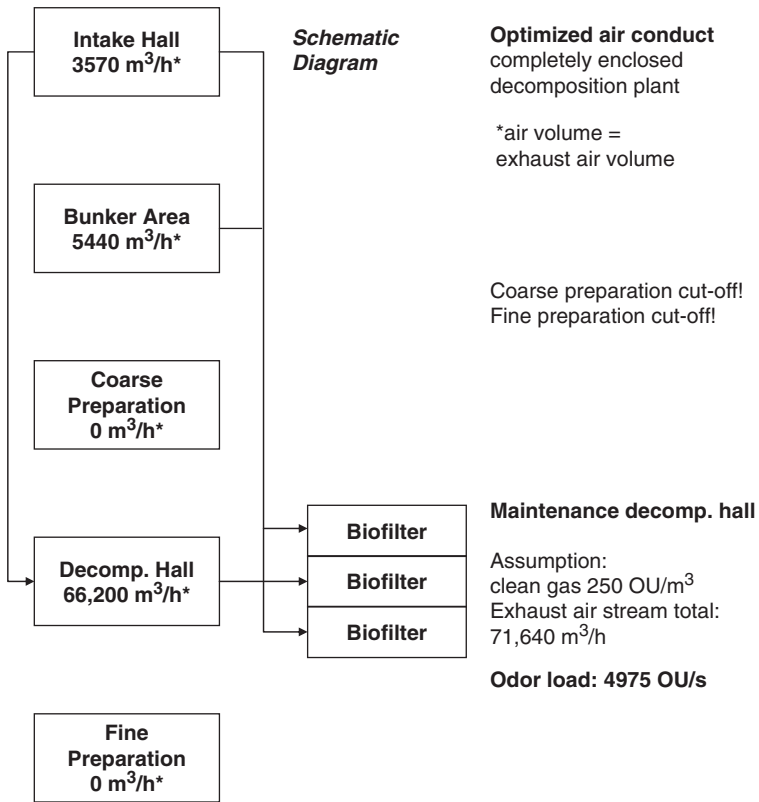 Intake Hall
3570 m³/h*
Schematic
Diagram
Optimized air conduct
completely enclosed
decomposition plant
*air volume =
exhaust air volume
Bunker Area
5440 m³/h*
Coarse preparation cut-off!
Fine preparation cut-off!
Coarse
Preparation
0 m³/h*
Decomp. Hall
66,200 m³/h*
Biofilter
Biofilter
Biofilter
Maintenance decomp. hall
Assumption:
clean gas 250 OU/m³
Exhaust air stream total:
71,640 m³/h
Odor load: 4975 OU/s
Fine
Preparation
0 m³/h*